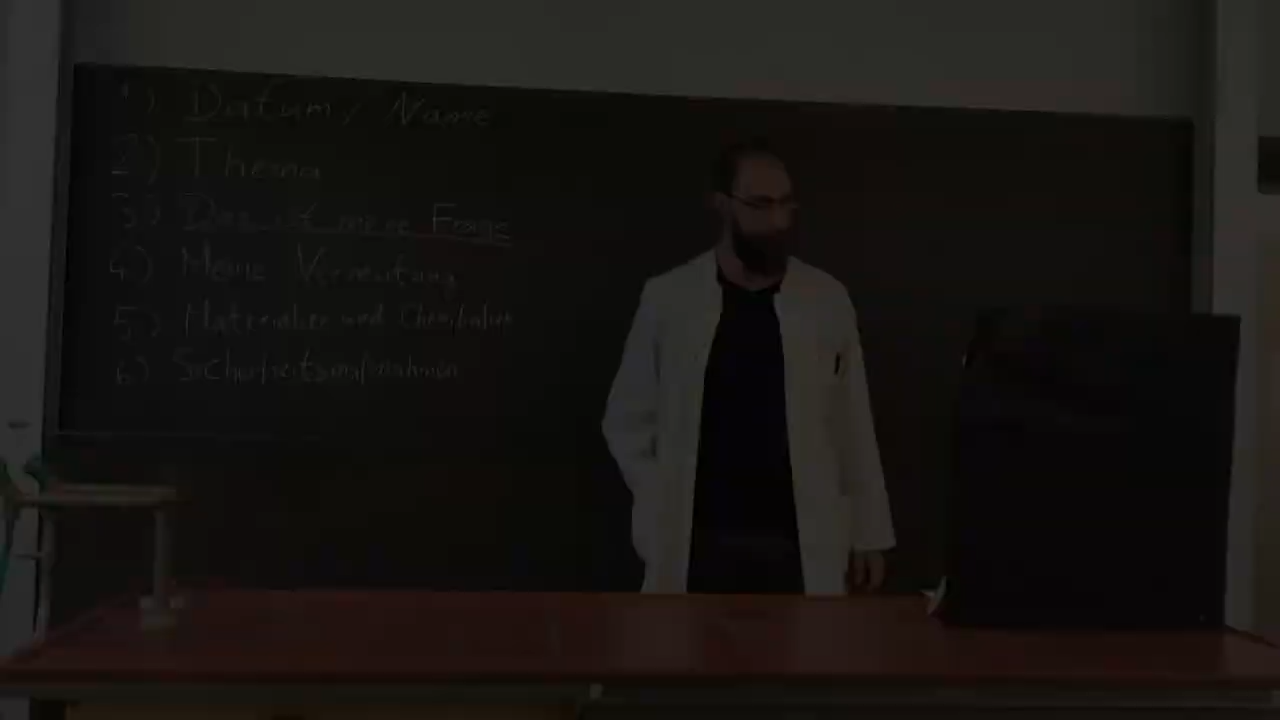 1) Datum / Name
2) Thema
3) Das ist meine Frage
4) Meine Vermutung
5) Materialien und Chemikalien
6) Sicherheitsmaßnahmen